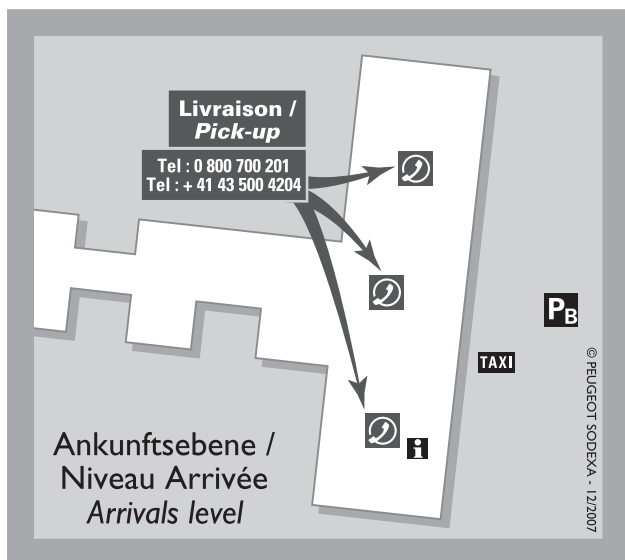 Livraison /
Pick-up
Tel : 0 800 700 201
Tel : + 41 43 500 4204
PB
TAXI
i
Ankunftsebene /
Niveau Arrivée
Arrivals level
© PEUGEOT SODEXA - 12/2007